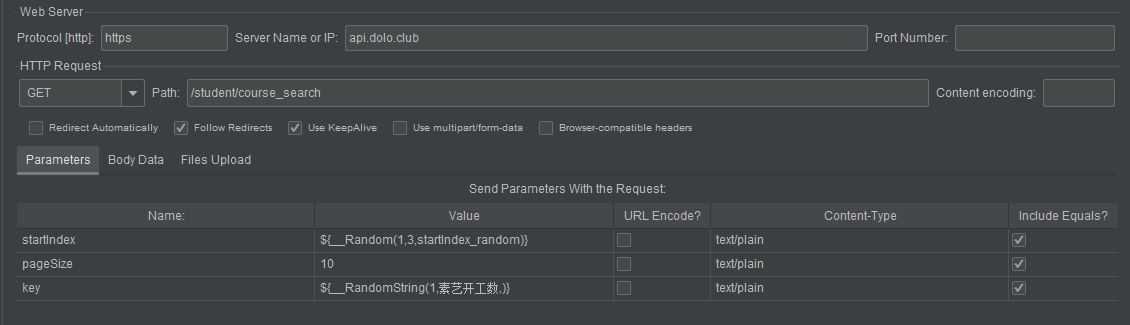 Web Server
Protocol [http]: https Server Name or IP: api.dolo.club Port Number:
HTTP Request
GET Path: /student/course_search Content encoding:
Redirect Automatically Follow Redirects Use KeepAlive Use multipart/form-data Browser-compatible headers
Parameters Body Data Files Upload
Send Parameters With the Request:
Name: Value URL Encode? Content-Type Include Equals?
startIndex ${__Random(1,3,startIndex_random)} text/plain
pageSize 10 text/plain
key ${__RandomString(1,素艺开工数,)} text/plain